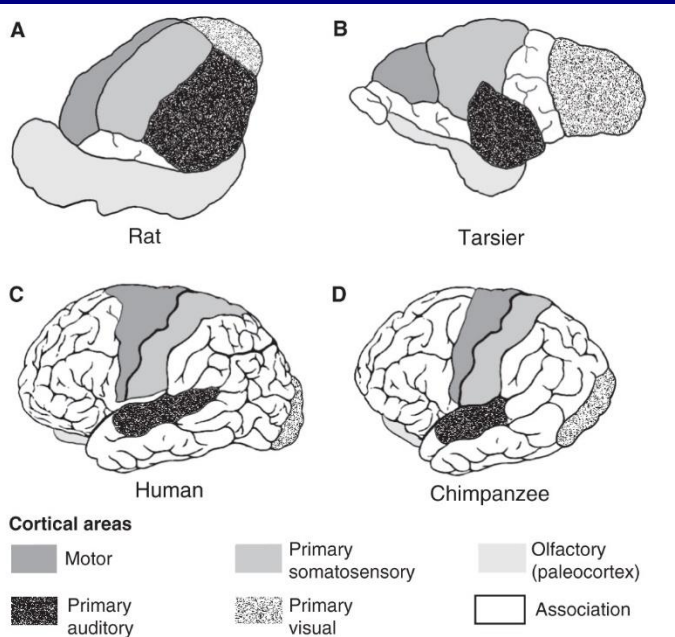 A
B
Rat
Tarsier
C
D
Human
Chimpanzee
Cortical areas
Motor
Primary
somatosensory
Olfactory
(paleocortex)
Primary
auditory
Primary
visual
Association